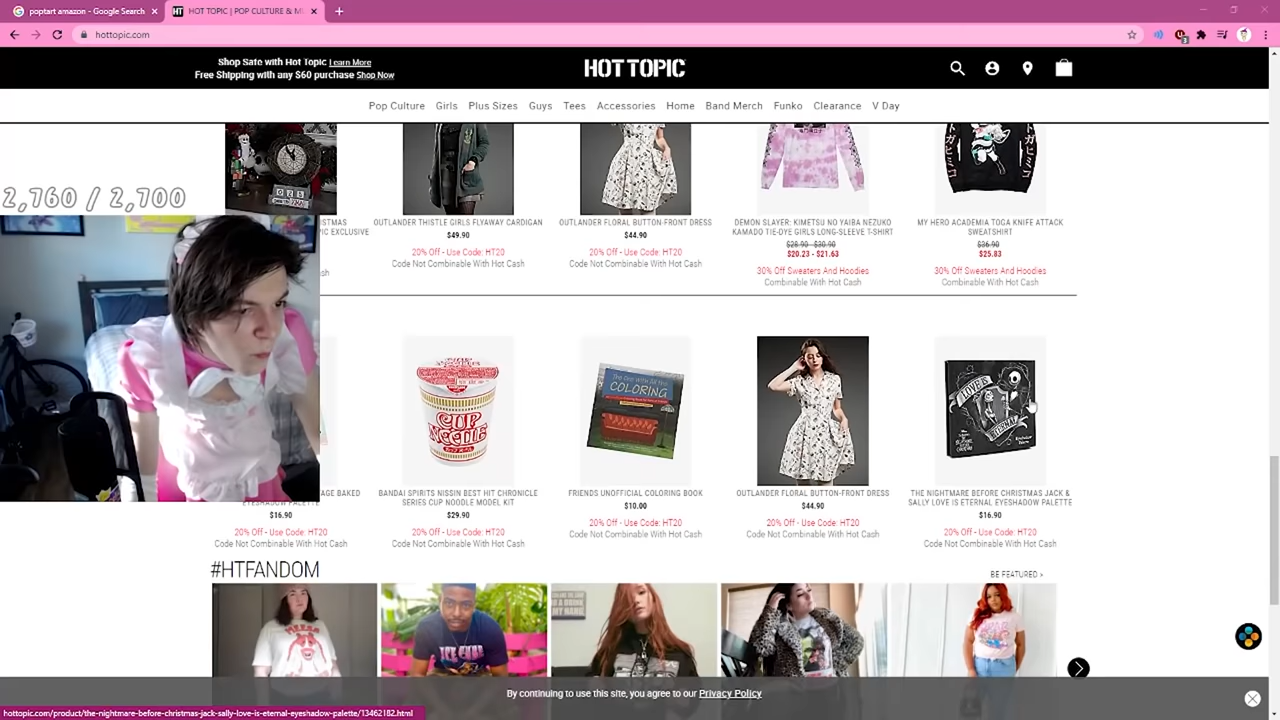 poptart amazon - Google Search
HOT TOPIC | POP CULTURE & MU
hottopic.com
Shop Safe with Hot Topic Learn More
Free Shipping with any $60 purchase Shop Now
HOT TOPIC
Pop Culture Girls Plus Sizes Guys Tees Accessories Home Band Merch Funko Clearance V Day
2,760 / 2,700
OUTLANDER THISTLE GIRLS FLYAWAY CARDIGAN
$49.90
20% Off - Use Code: HT20
Code Not Combinable With Hot Cash
OUTLANDER FLORAL BUTTON-FRONT DRESS
$44.90
20% Off - Use Code: HT20
Code Not Combinable With Hot Cash
DEMON SLAYER: KIMETSU NO YAIBA NEZUKO
KAMADO TIE-DYE GIRLS LONG-SLEEVE T-SHIRT
$28.90 - $30.90
$20.23 - $21.63
30% Off Sweaters And Hoodies
Combinable With Hot Cash
MY HERO ACADEMIA TOGA KNIFE ATTACK
SWEATSHIRT
$36.90
$25.83
30% Off Sweaters And Hoodies
Combinable With Hot Cash
AGE BAKED
EYESHADOW PALETTE
$16.90
20% Off - Use Code: HT20
Code Not Combinable With Hot Cash
CUP
NOODLE
BANDAI SPIRITS NISSIN BEST HIT CHRONICLE
SERIES CUP NOODLE MODEL KIT
$29.90
20% Off - Use Code: HT20
Code Not Combinable With Hot Cash
COLORING
FRIENDS UNOFFICIAL COLORING BOOK
$10.00
20% Off - Use Code: HT20
Code Not Combinable With Hot Cash
OUTLANDER FLORAL BUTTON-FRONT DRESS
$44.90
20% Off - Use Code: HT20
Code Not Combinable With Hot Cash
LOVE IS
ETERNAL
THE NIGHTMARE BEFORE CHRISTMAS JACK &
SALLY LOVE IS ETERNAL EYESHADOW PALETTE
$16.90
20% Off - Use Code: HT20
Code Not Combinable With Hot Cash
#HTFANDOM
BE FEATURED >
ICE CUBE
By continuing to use this site, you agree to our Privacy Policy
hottopic.com/product/the-nightmare-before-christmas-jack-sally-love-is-eternal-eyeshadow-palette/13462182.html